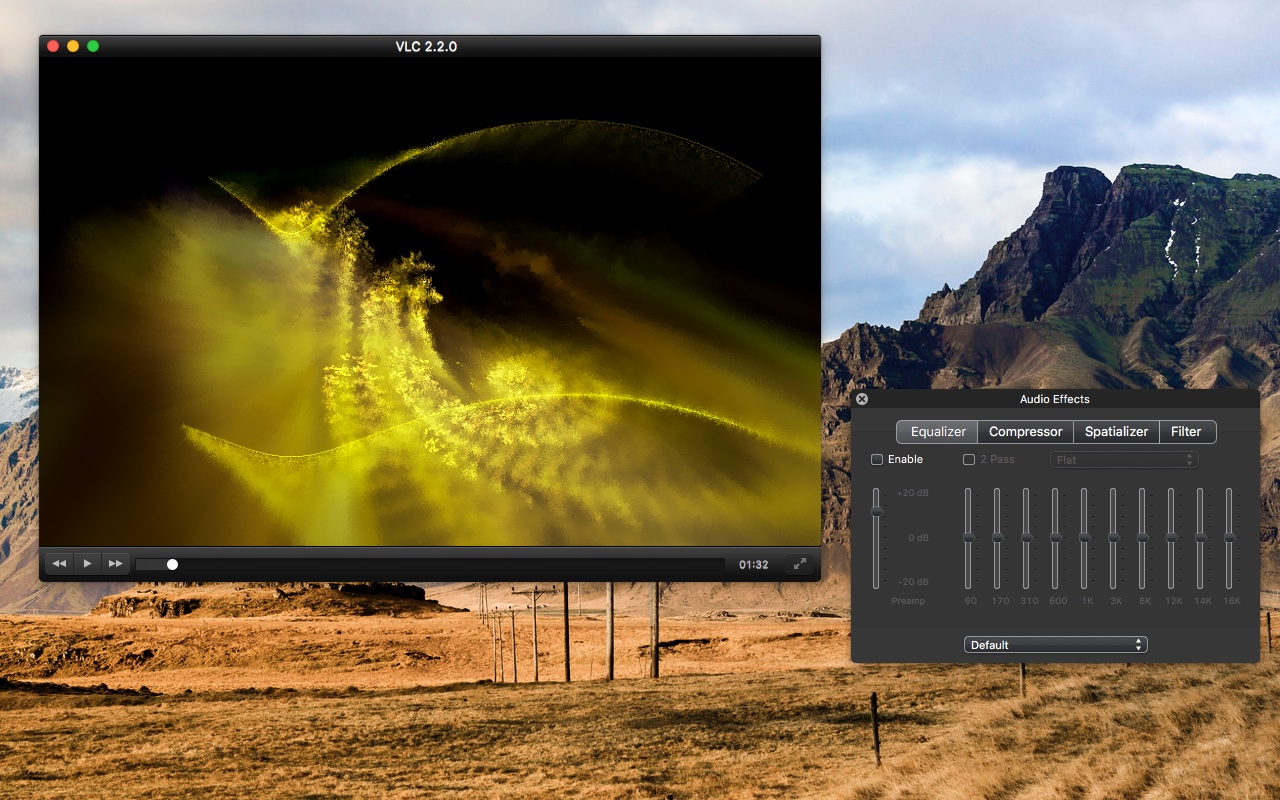 VLC 2.2.0
01:32
Audio Effects
Equalizer Compressor Spatializer Filter
Enable 2 Pass Flat
+20 dB
0 dB
-20 dB
Preamp 60 170 310 600 1K 3K 6K 12K 14K 16K
Default